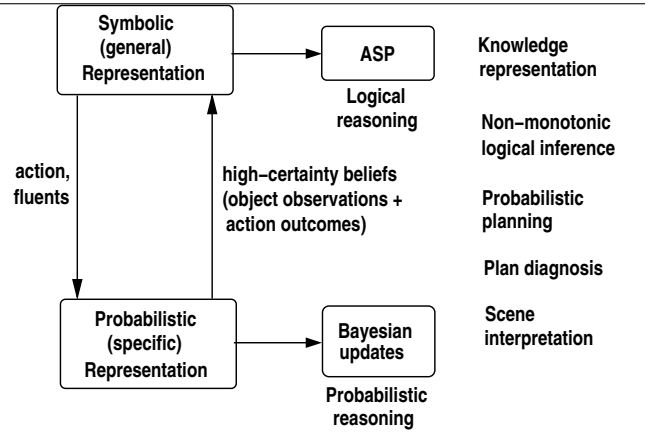 Symbolic
(general)
Representation
ASP
Logical
reasoning
action,
fluents
high−certainty beliefs
(object observations +
action outcomes)
Probabilistic
(specific)
Representation
Bayesian
updates
Probabilistic
reasoning
Knowledge
representation
Non−monotonic
logical inference
Probabilistic
planning
Plan diagnosis
Scene
interpretation